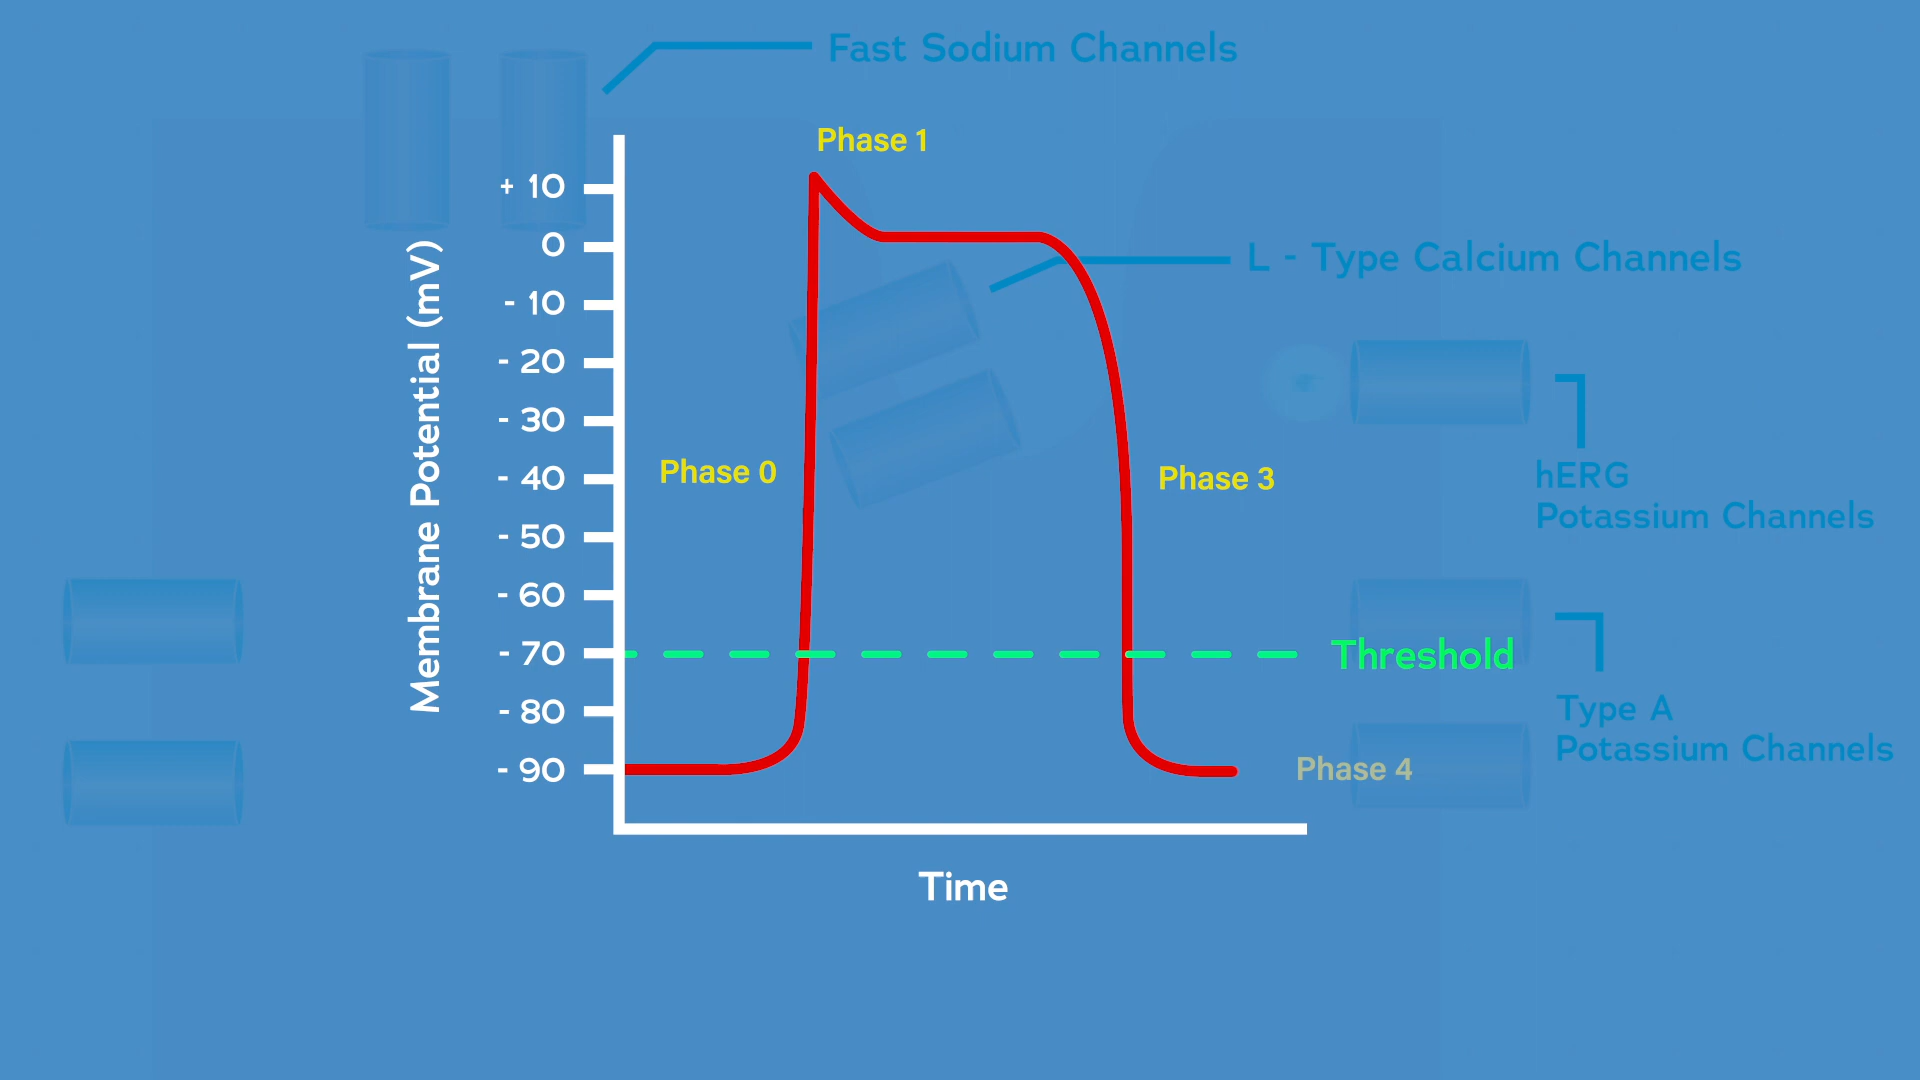 Fast Sodium Channels
Phase 1
+ 10
0
- 10
- 20
- 30
- 40
- 50
- 60
- 70
- 80
- 90
Membrane Potential (mV)
L - Type Calcium Channels
Phase 0
Phase 3
hERG
Potassium Channels
Threshold
Type A
Potassium Channels
Phase 4
Time